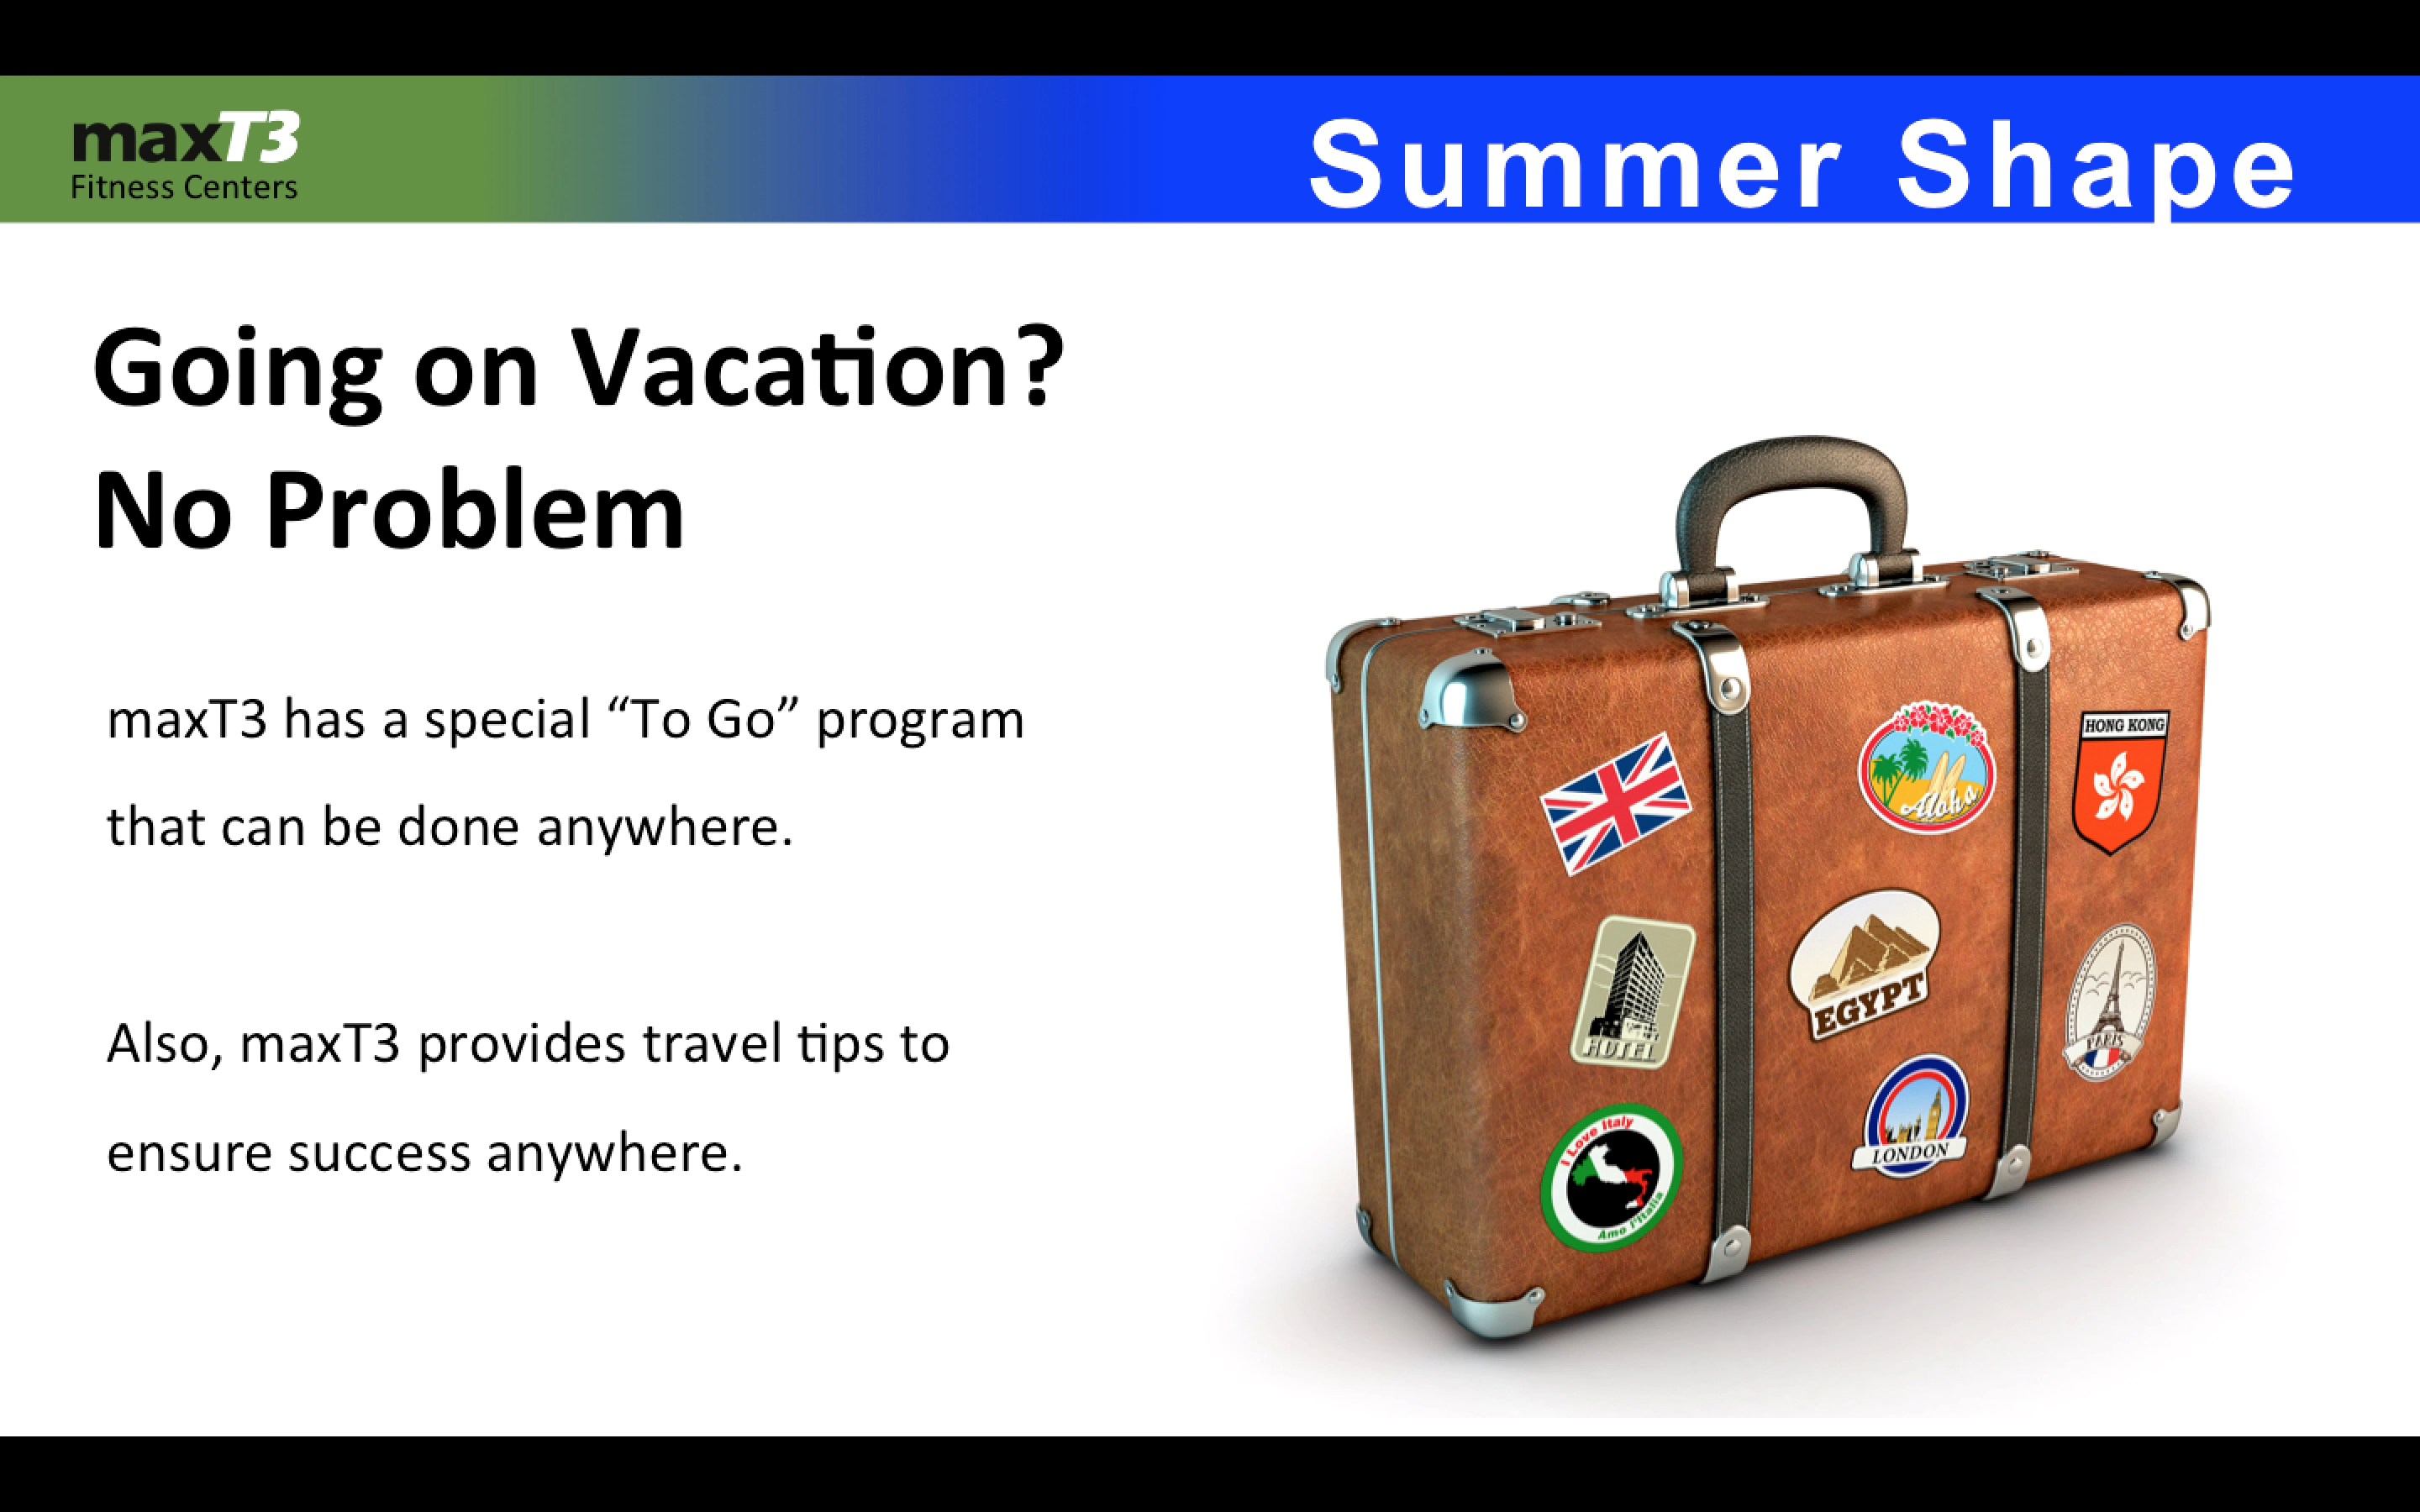 maxT3
Fitness Centers
Summer Shape
Going on Vacation?
No Problem
maxT3 has a special “To Go” program
that can be done anywhere.
Also, maxT3 provides travel tips to
ensure success anywhere.
Aloha
HONG KONG
HOTEL
EGYPT
PARIS
I Love Italy
Amo l'Italia
LONDON